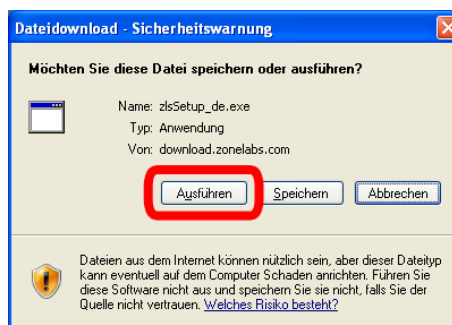 Dateidownload - Sicherheitswarnung
Möchten Sie diese Datei speichern oder ausführen?
Name: zlsSetup_de.exe
Typ: Anwendung
Von: download.zonelabs.com
Ausführen Speichern Abbrechen
Dateien aus dem Internet können nützlich sein, aber dieser Dateityp
kann eventuell auf dem Computer Schaden anrichten. Führen Sie
diese Software nicht aus und speichern Sie sie nicht, falls Sie der
Quelle nicht vertrauen. Welches Risiko besteht?